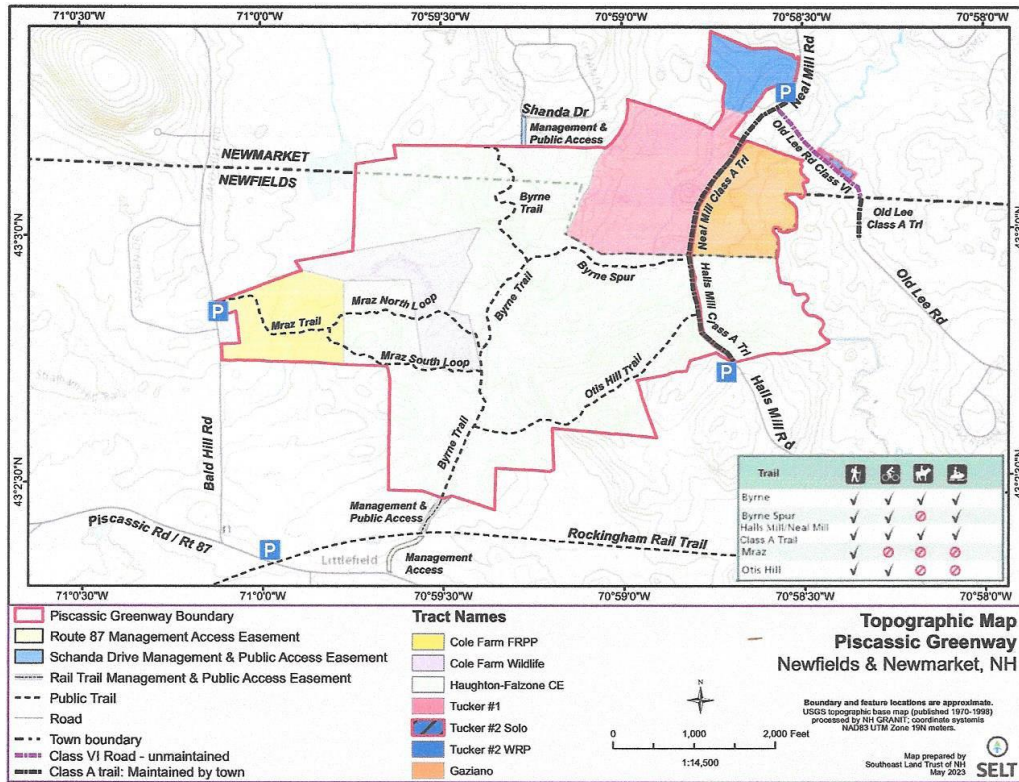 71°0'30"W 71°0'0"W 70°59'30"W 70°59'0"W 70°58'30"W 70°58'0"W
Neal Mill Rd
P
Shanda Dr
Management &
Public Access
Old Lee Rd Class VI
NEWMARKET
NEWFIELDS
Neal Mill Class A Trl
Byrne
Trail
Old Lee
Class A Trl
43°3'0"N
43°3'0"N
Byrne Spur
Byrne Trail
Halls Mill Class A Trl
Old Lee Rd
P
Mraz North Loop
Mraz Trail
Mraz South Loop
Otis Hill Trail
P
Halls Mill Rd
Byrne Trail
Bald Hill Rd
43°2'30"N
43°2'30"N
Management &
Public Access
Piscassic Rd / Rt 87
P
Rockingham Rail Trail
Littlefield
Management
Access
Trail
Byrne
Byrne Spur
Halls Mill/Neal Mill
Class A Trail
Mraz
Otis Hill
71°0'30"W 71°0'0"W 70°59'30"W 70°59'0"W 70°58'30"W 70°58'0"W
Piscassic Greenway Boundary
Route 87 Management Access Easement
Schanda Drive Management & Public Access Easement
Rail Trail Management & Public Access Easement
Public Trail
Road
Town boundary
Class VI Road - unmaintained
Class A trail: Maintained by town
Tract Names
Cole Farm FRPP
Cole Farm Wildlife
Haughton-Falzone CE
Tucker #1
Tucker #2 Solo
Tucker #2 WRP
Gaziano
N
0 1,000 2,000 Feet
1:14,500
Topographic Map
Piscassic Greenway
Newfields & Newmarket, NH
Boundary and feature locations are approximate.
USGS topographic base map (published 1970-1998)
processed by NH GRANIT; coordinate systemis
NAD83 UTM Zone 19N meters.
Map prepared by
Southeast Land Trust of NH
May 2023
SELT